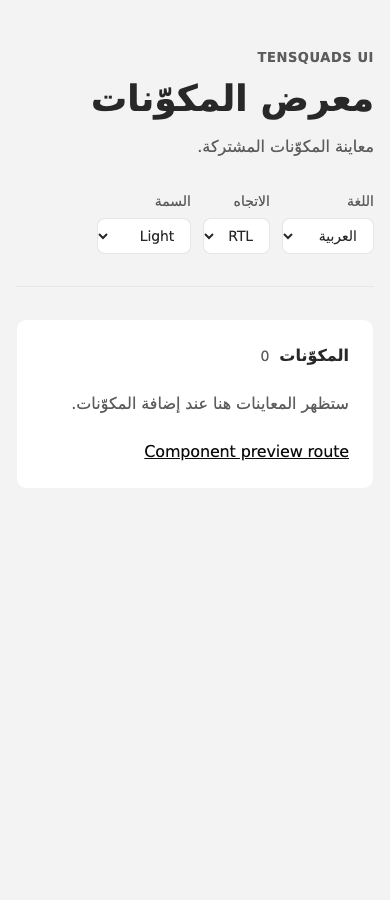 TENSQUADS UI
معرض المكوّنات
معاينة المكوّنات المشتركة.
اللغة
الاتجاه
السمة
العربية
RTL
Light
المكوّنات 0
ستظهر المعاينات هنا عند إضافة المكوّنات.
Component preview route